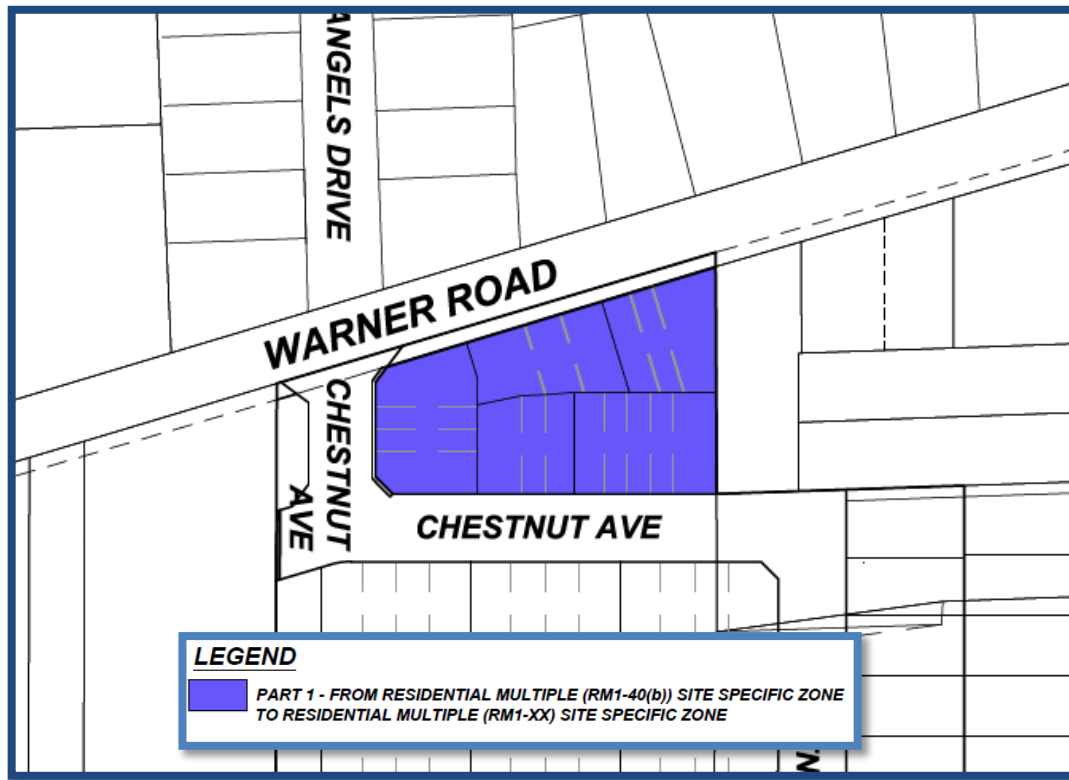 ANGELS DRIVE
WARNER ROAD
CHESTNUT
AVE
CHESTNUT AVE
LEGEND
PART 1 - FROM RESIDENTIAL MULTIPLE (RM1-40(b)) SITE SPECIFIC ZONE
TO RESIDENTIAL MULTIPLE (RM1-XX) SITE SPECIFIC ZONE